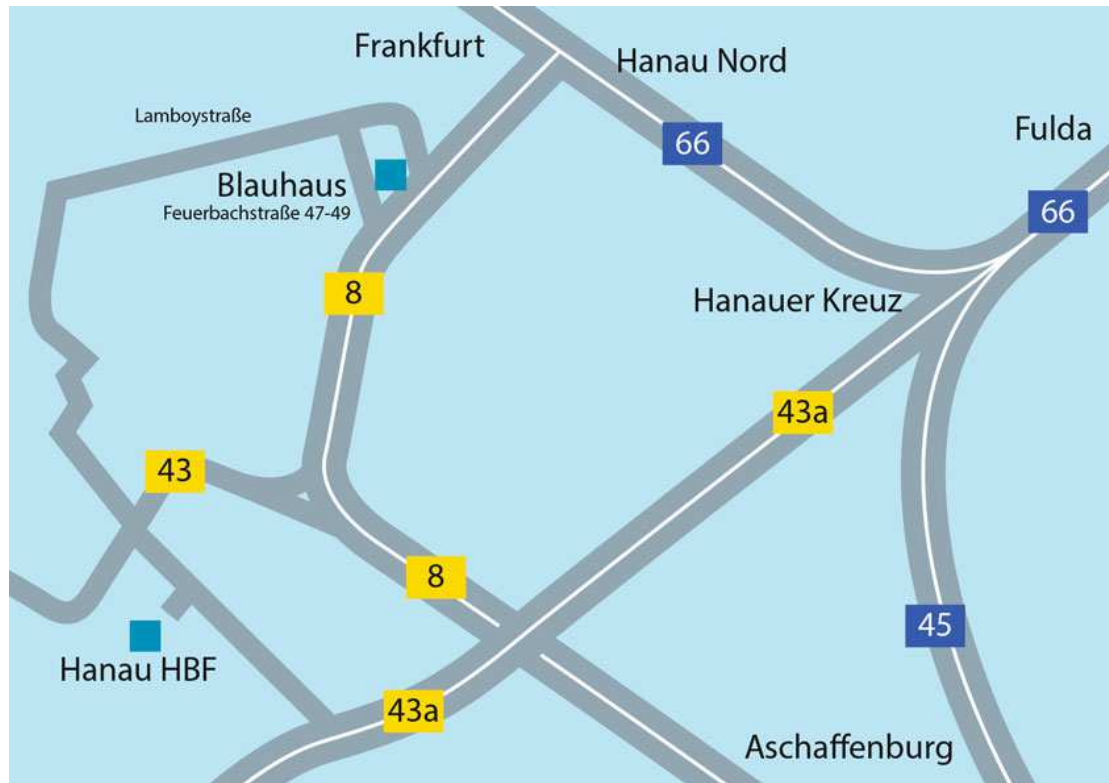 Frankfurt
Hanau Nord
Lamboystraße
66
Fulda
Blauhaus
Feuerbachstraße 47-49
66
8
Hanauer Kreuz
43a
43
8
45
Hanau HBF
43a
Aschaffenburg